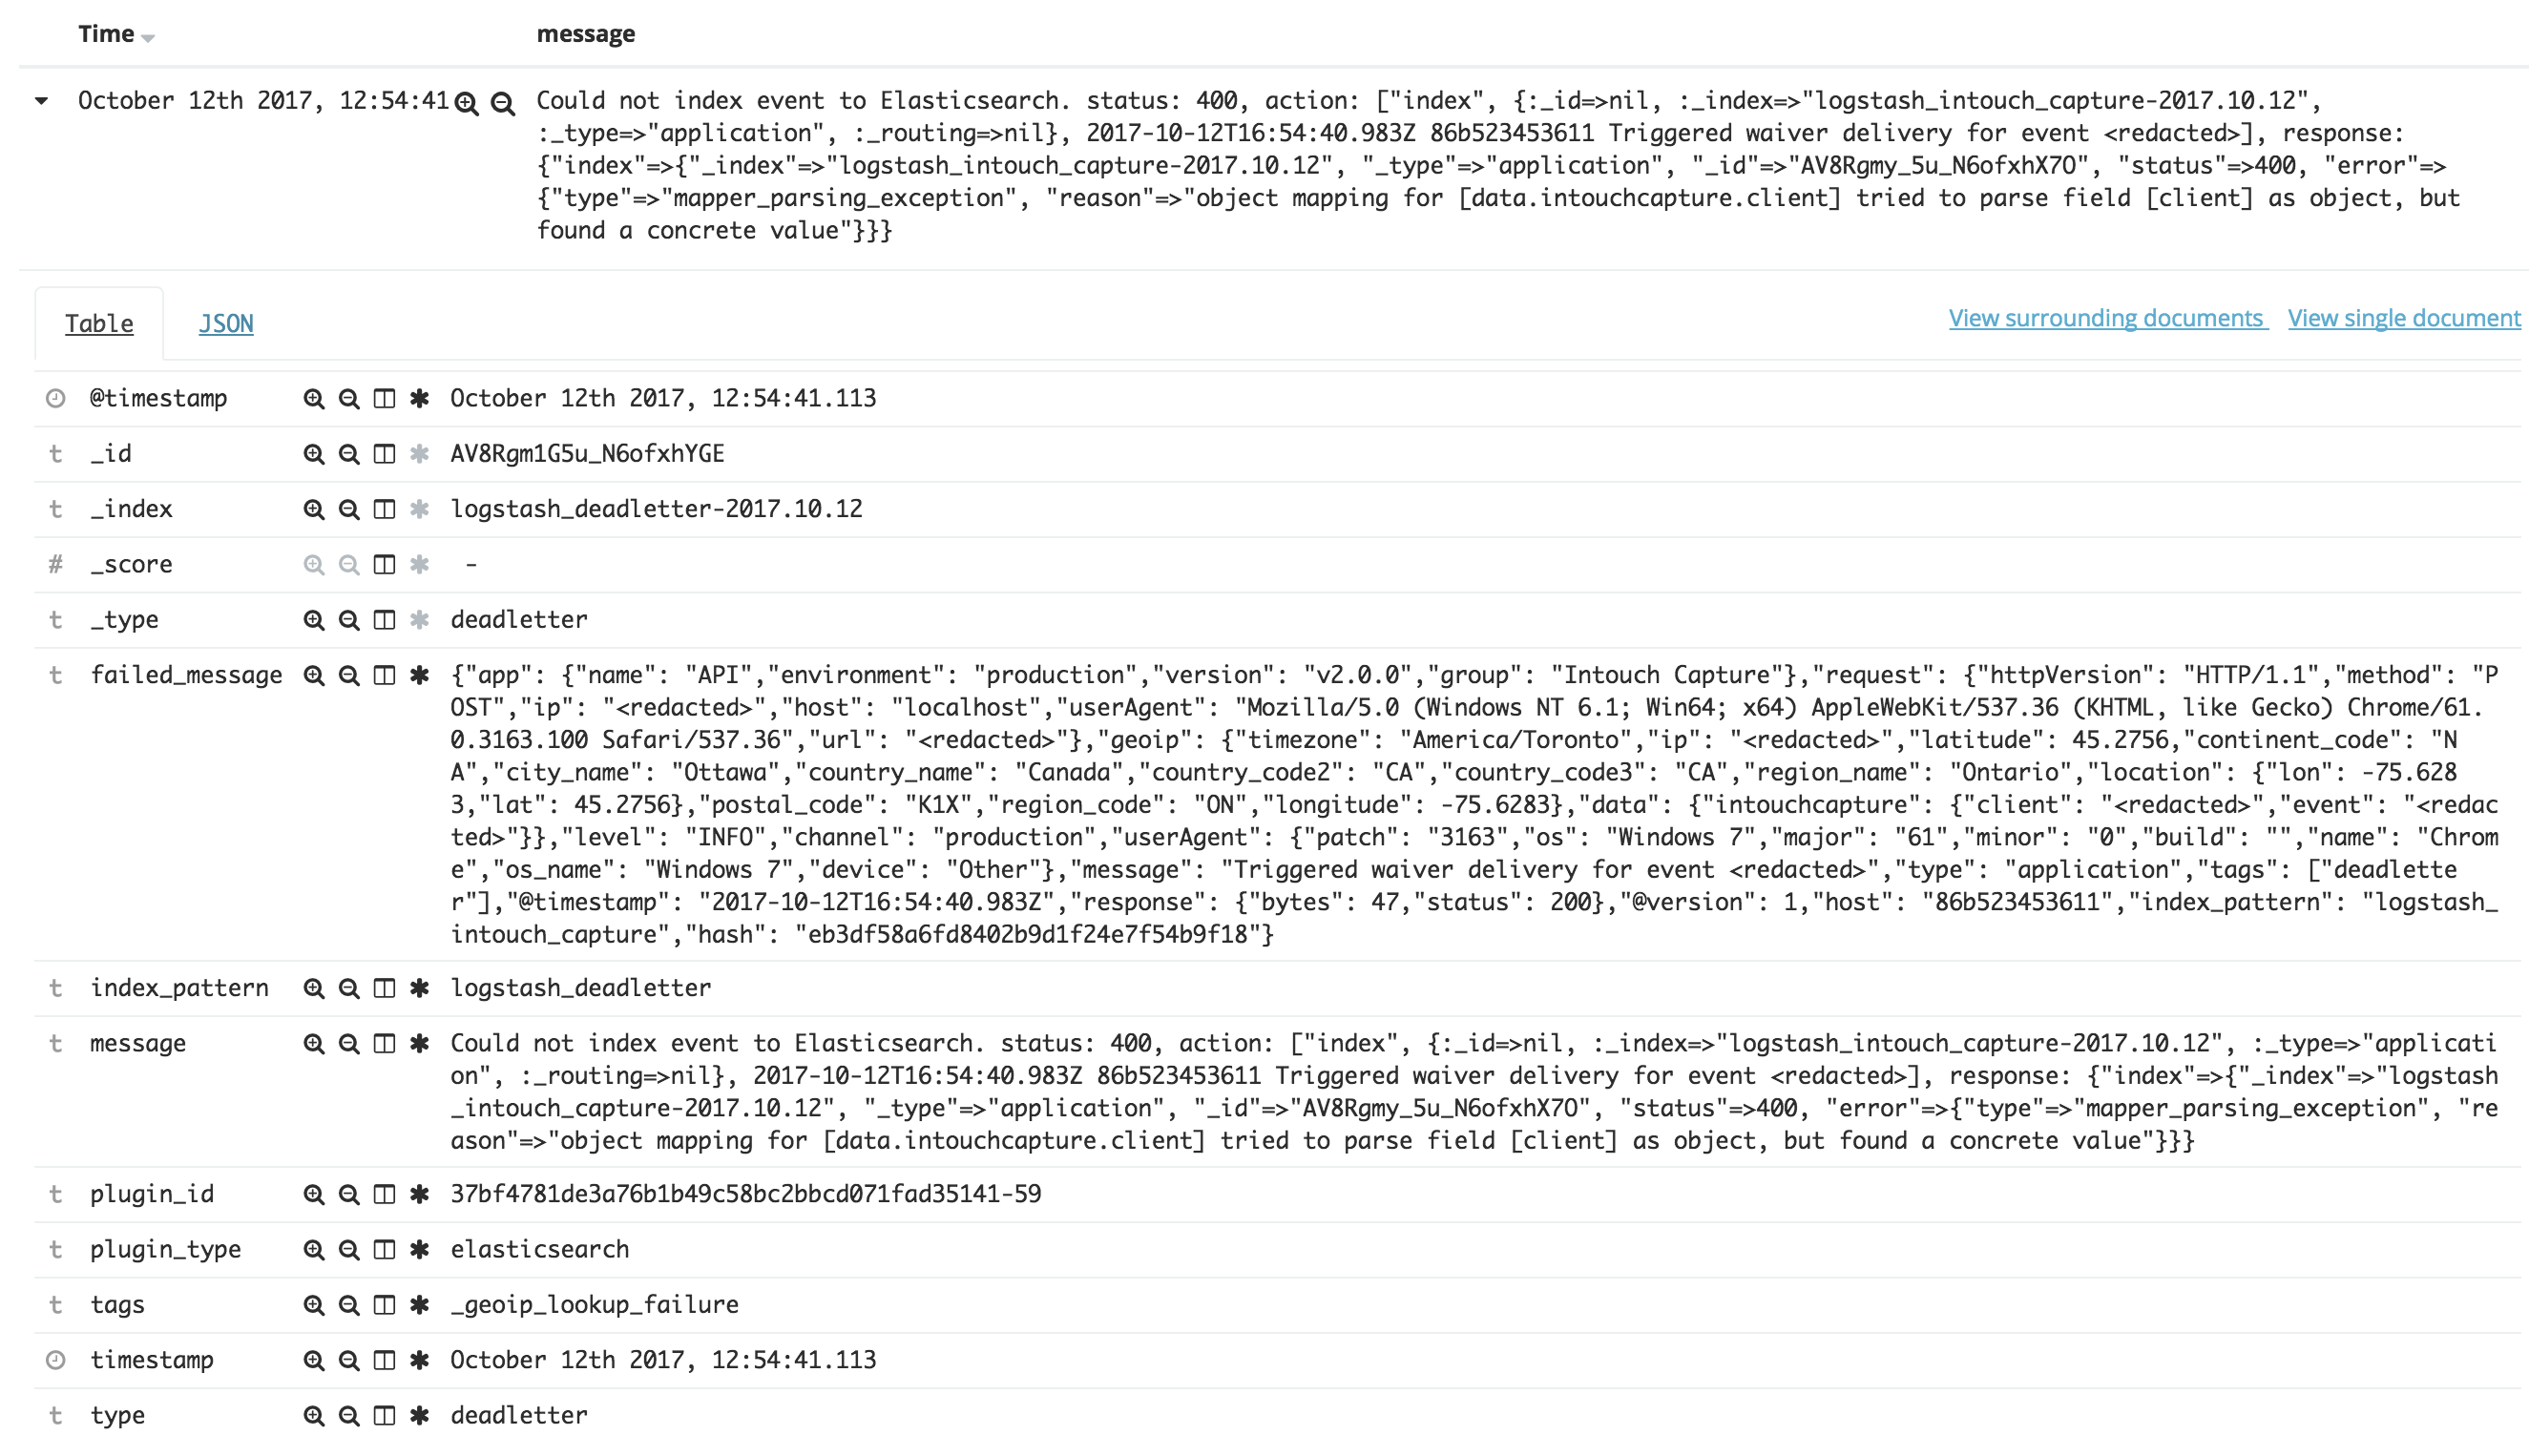 Time message
October 12th 2017, 12:54:41 Could not index event to Elasticsearch. status: 400, action: ["index", {:_id=>nil, :_index=>"logstash_intouch_capture-2017.10.12",
:_type=>"application", :_routing=>nil}, 2017-10-12T16:54:40.983Z 86b523453611 Triggered waiver delivery for event <redacted>], response:
{"index"=>{"_index"=>"logstash_intouch_capture-2017.10.12", "_type"=>"application", "_id"=>"AV8Rgmy_5u_N6ofxhX7O", "status"=>400, "error"=>
{"type"=>"mapper_parsing_exception", "reason"=>"object mapping for [data.intouchcapture.client] tried to parse field [client] as object, but
found a concrete value"}}}
Table JSON View surrounding documents View single document
@timestamp October 12th 2017, 12:54:41.113
t _id AV8Rgm1G5u_N6ofxhYGE
t _index logstash_deadletter-2017.10.12
# _score -
t _type deadletter
t failed_message {"app": {"name": "API","environment": "production","version": "v2.0.0","group": "Intouch Capture"},"request": {"httpVersion": "HTTP/1.1","method": "P
OST","ip": "<redacted>","host": "localhost","userAgent": "Mozilla/5.0 (Windows NT 6.1; Win64; x64) AppleWebKit/537.36 (KHTML, like Gecko) Chrome/61.
0.3163.100 Safari/537.36","url": "<redacted>"},"geoip": {"timezone": "America/Toronto","ip": "<redacted>","latitude": 45.2756,"continent_code": "N
A","city_name": "Ottawa","country_name": "Canada","country_code2": "CA","country_code3": "CA","region_name": "Ontario","location": {"lon": -75.628
3,"lat": 45.2756},"postal_code": "K1X","region_code": "ON","longitude": -75.6283},"data": {"intouchcapture": {"client": "<redacted>","event": "<redac
ted>"}},"level": "INFO","channel": "production","userAgent": {"patch": "3163","os": "Windows 7","major": "61","minor": "0","build": "","name": "Chrom
e","os_name": "Windows 7","device": "Other"},"message": "Triggered waiver delivery for event <redacted>","type": "application","tags": ["deadlette
r"],"@timestamp": "2017-10-12T16:54:40.983Z","response": {"bytes": 47,"status": 200},"@version": 1,"host": "86b523453611","index_pattern": "logstash_
intouch_capture","hash": "eb3df58a6fd8402b9d1f24e7f54b9f18"}
t index_pattern logstash_deadletter
t message Could not index event to Elasticsearch. status: 400, action: ["index", {:_id=>nil, :_index=>"logstash_intouch_capture-2017.10.12", :_type=>"applicati
on", :_routing=>nil}, 2017-10-12T16:54:40.983Z 86b523453611 Triggered waiver delivery for event <redacted>], response: {"index"=>{"_index"=>"logstash
_intouch_capture-2017.10.12", "_type"=>"application", "_id"=>"AV8Rgmy_5u_N6ofxhX7O", "status"=>400, "error"=>{"type"=>"mapper_parsing_exception", "re
ason"=>"object mapping for [data.intouchcapture.client] tried to parse field [client] as object, but found a concrete value"}}}
t plugin_id 37bf4781de3a76b1b49c58bc2bbcd071fad35141-59
t plugin_type elasticsearch
t tags _geoip_lookup_failure
timestamp October 12th 2017, 12:54:41.113
t type deadletter